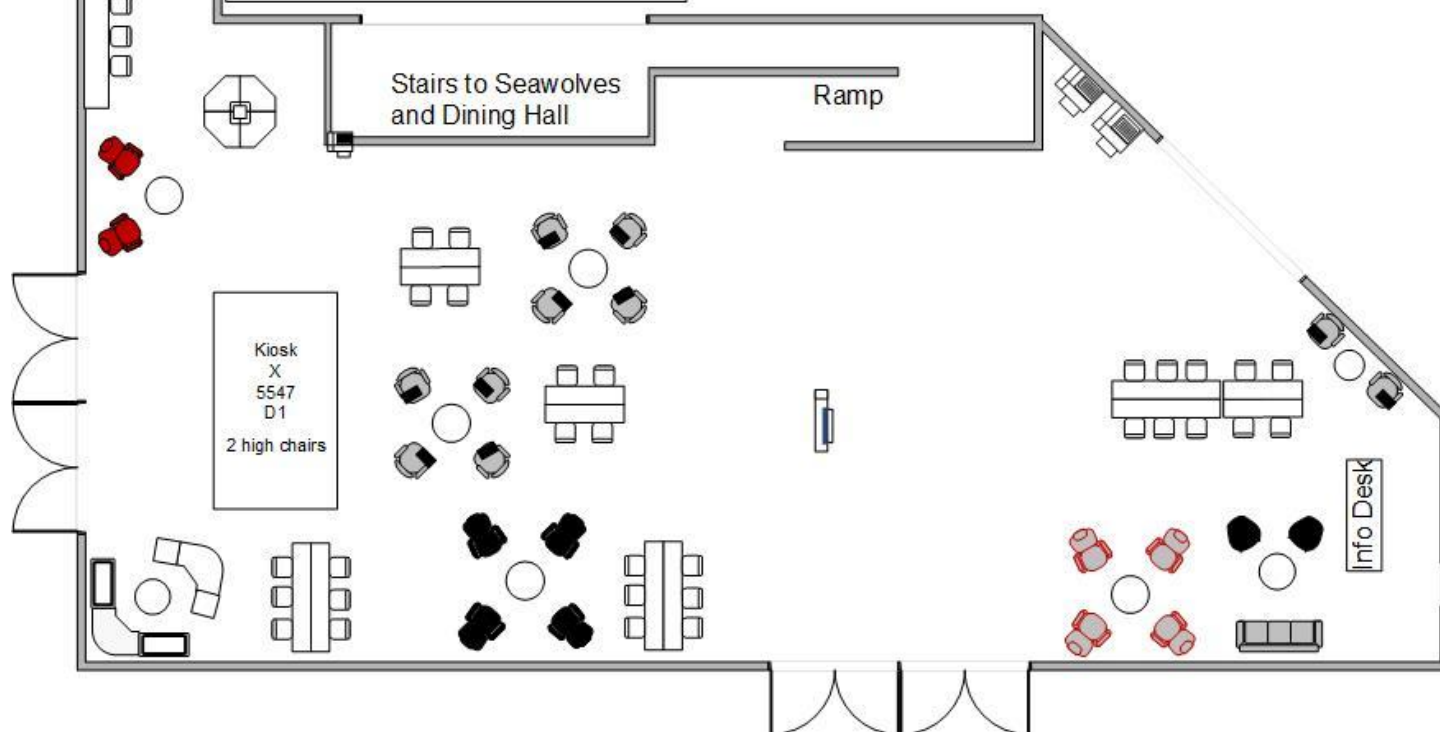 Stairs to Seawolves
and Dining Hall
Ramp
Kiosk
X
5547
D1
2 high chairs
Info Desk